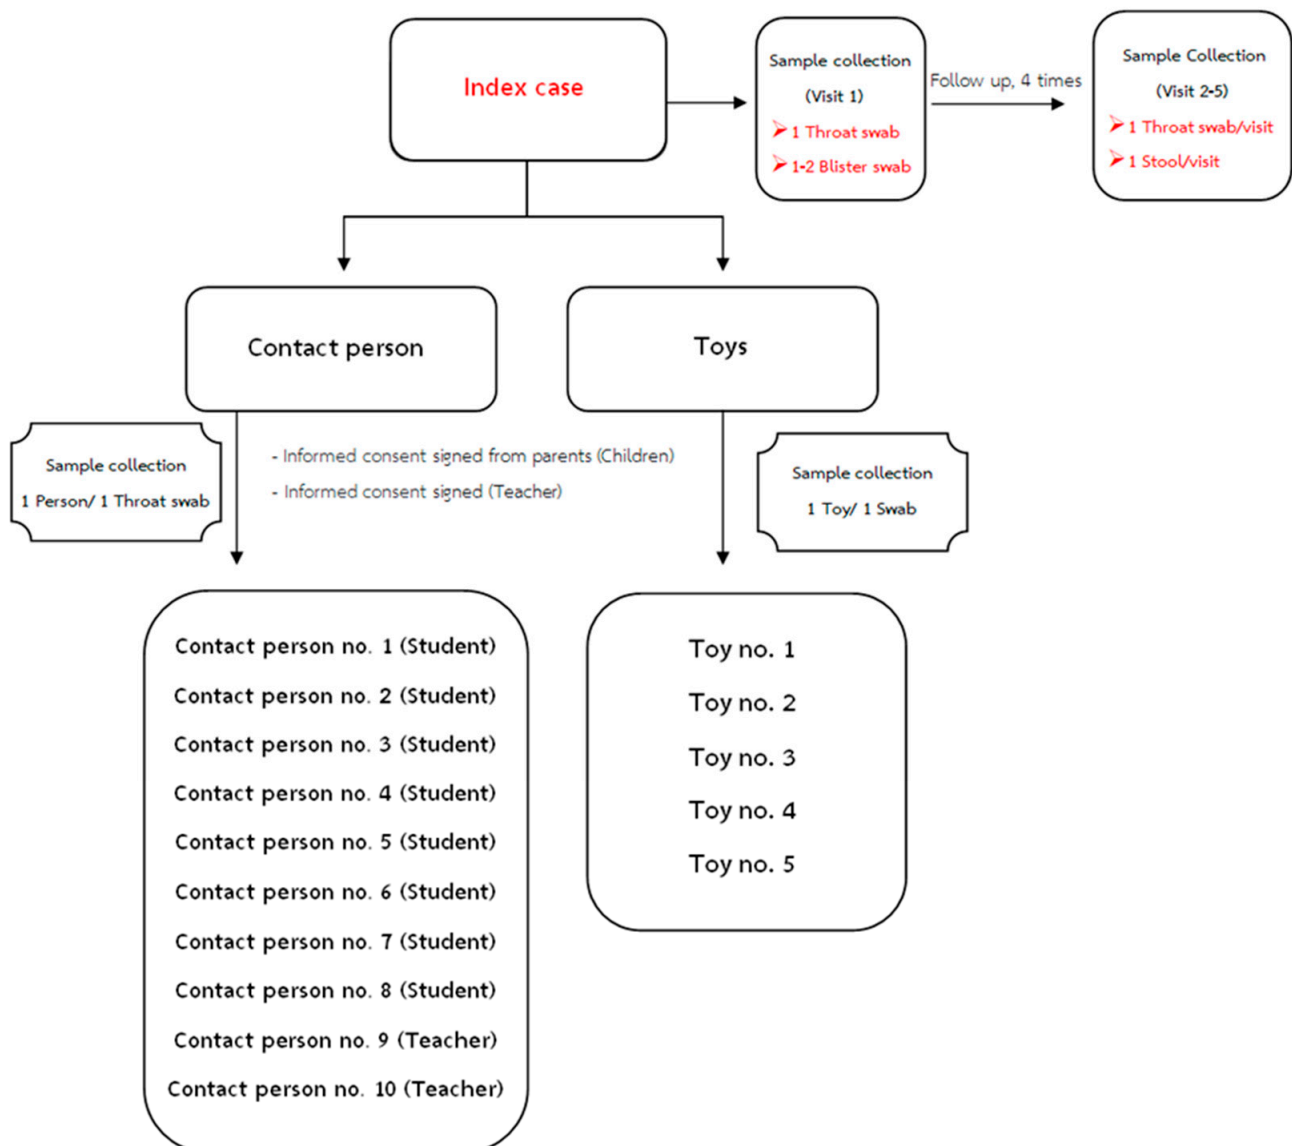 Index case
Sample collection
(Visit 1)
➢ 1 Throat swab
➢ 1-2 Blister swab
Follow up, 4 times
Sample Collection
(Visit 2-5)
➢ 1 Throat swab/visit
➢ 1 Stool/visit
Contact person
Toys
Sample collection
1 Person/ 1 Throat swab
- Informed consent signed from parents (Children)
- Informed consent signed (Teacher)
Sample collection
1 Toy/ 1 Swab
Contact person no. 1 (Student)
Contact person no. 2 (Student)
Contact person no. 3 (Student)
Contact person no. 4 (Student)
Contact person no. 5 (Student)
Contact person no. 6 (Student)
Contact person no. 7 (Student)
Contact person no. 8 (Student)
Contact person no. 9 (Teacher)
Contact person no. 10 (Teacher)
Toy no. 1
Toy no. 2
Toy no. 3
Toy no. 4
Toy no. 5